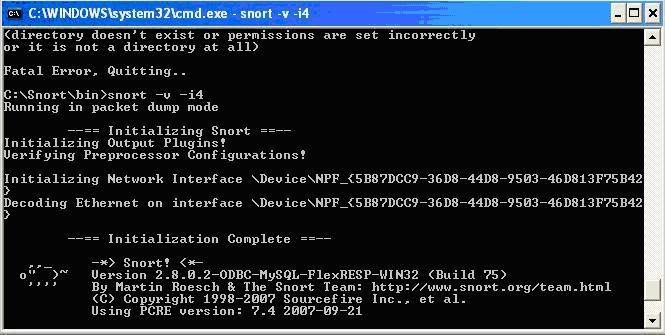 C:\WINDOWS\system32\cmd.exe - snort -v -i4
(directory doesn't exist or permissions are set incorrectly
or it is not a directory at all)
Fatal Error, Quitting..
C:\Snort\bin>snort -v -i4
Running in packet dump mode
--== Initializing Snort ==--
Initializing Output Plugins!
Verifying Preprocessor Configurations!
Initializing Network Interface \Device\NPF_{5B87DCC9-36D8-44D8-9503-46D813F75B42
}
Decoding Ethernet on interface \Device\NPF_{5B87DCC9-36D8-44D8-9503-46D813F75B42
}
--== Initialization Complete ==--
,,_ -*> Snort! <*-
o" )~ Version 2.8.0.2-ODBC-MySQL-FlexRESP-WIN32 (Build 75)
'''' By Martin Roesch & The Snort Team: http://www.snort.org/team.html
(C) Copyright 1998-2007 Sourcefire Inc., et al.
Using PCRE version: 7.4 2007-09-21